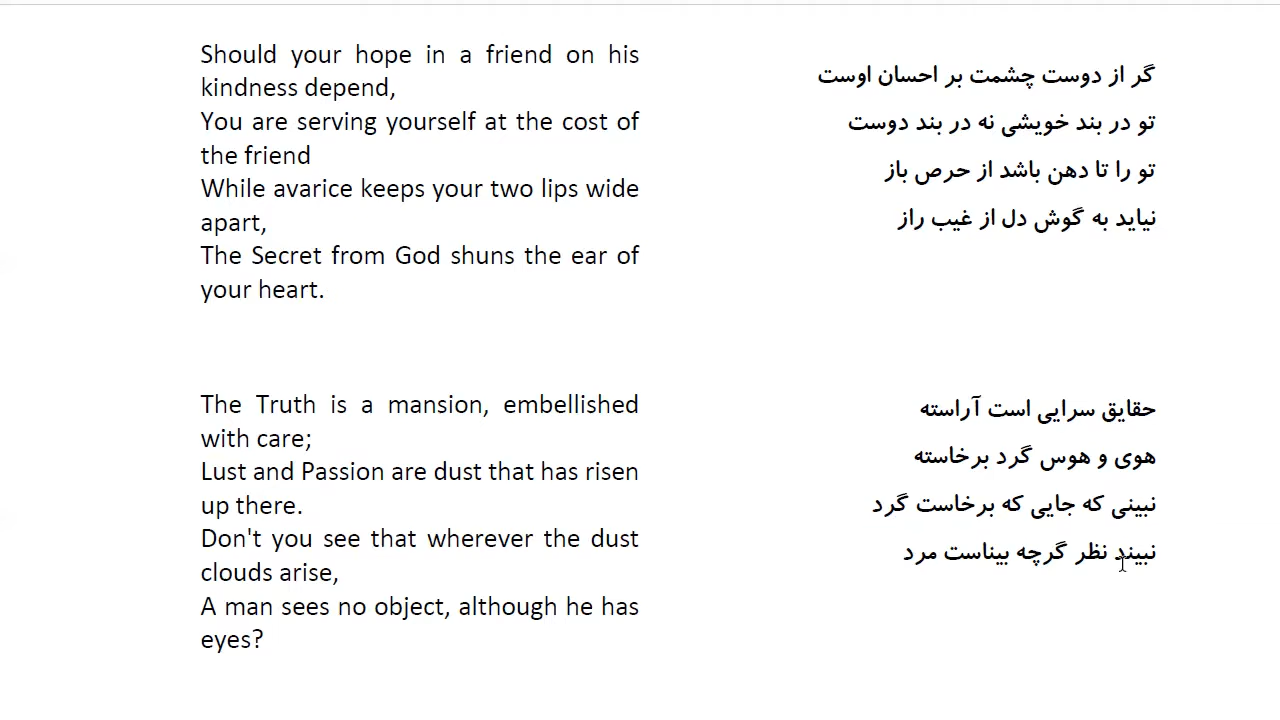 Should your hope in a friend on his
kindness depend,
You are serving yourself at the cost of
the friend
While avarice keeps your two lips wide
apart,
The Secret from God shuns the ear of
your heart.
گر از دوست چشمت بر احسان اوست
تو در بند خویشی نه در بند دوست
تو را تا دهن باشد از حرص باز
نیاید به گوش دل از غیب راز
The Truth is a mansion, embellished
with care;
Lust and Passion are dust that has risen
up there.
Don't you see that wherever the dust
clouds arise,
A man sees no object, although he has
eyes?
حقایق سرایی است آراسته
هوی و هوس گرد برخاسته
نبینی که جایی که برخاست گرد
نبیند نظر گرچه بیناست مرد